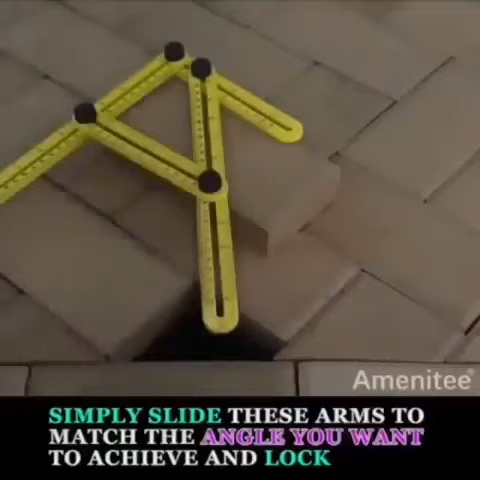 Amenitee®
SIMPLY SLIDE THESE ARMS TO
MATCH THE ANGLE YOU WANT
TO ACHIEVE AND LOCK